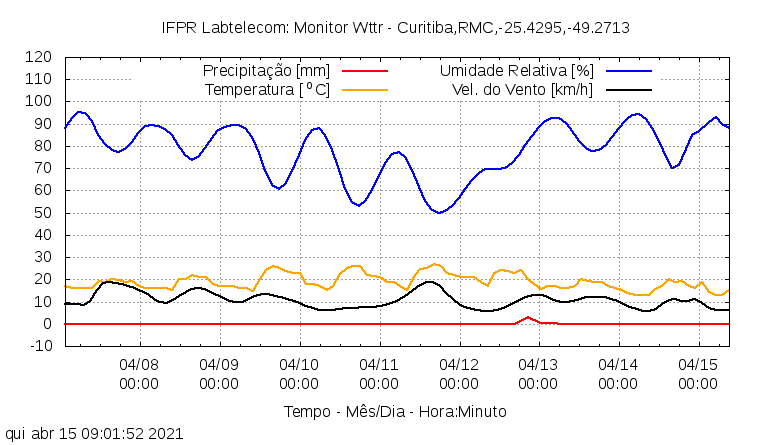 IFPR Labtelecom: Monitor Wttr - Curitiba,RMC,-25.4295,-49.2713
Precipitação [mm]
Umidade Relativa [%]
Temperatura [ ⁰C]
Vel. do Vento [km/h]
120
110
100
90
80
70
60
50
40
30
20
10
0
-10
04/08 04/09 04/10 04/11 04/12 04/13 04/14 04/15
00:00 00:00 00:00 00:00 00:00 00:00 00:00 00:00
Tempo - Mês/Dia - Hora:Minuto
qui abr 15 09:01:52 2021